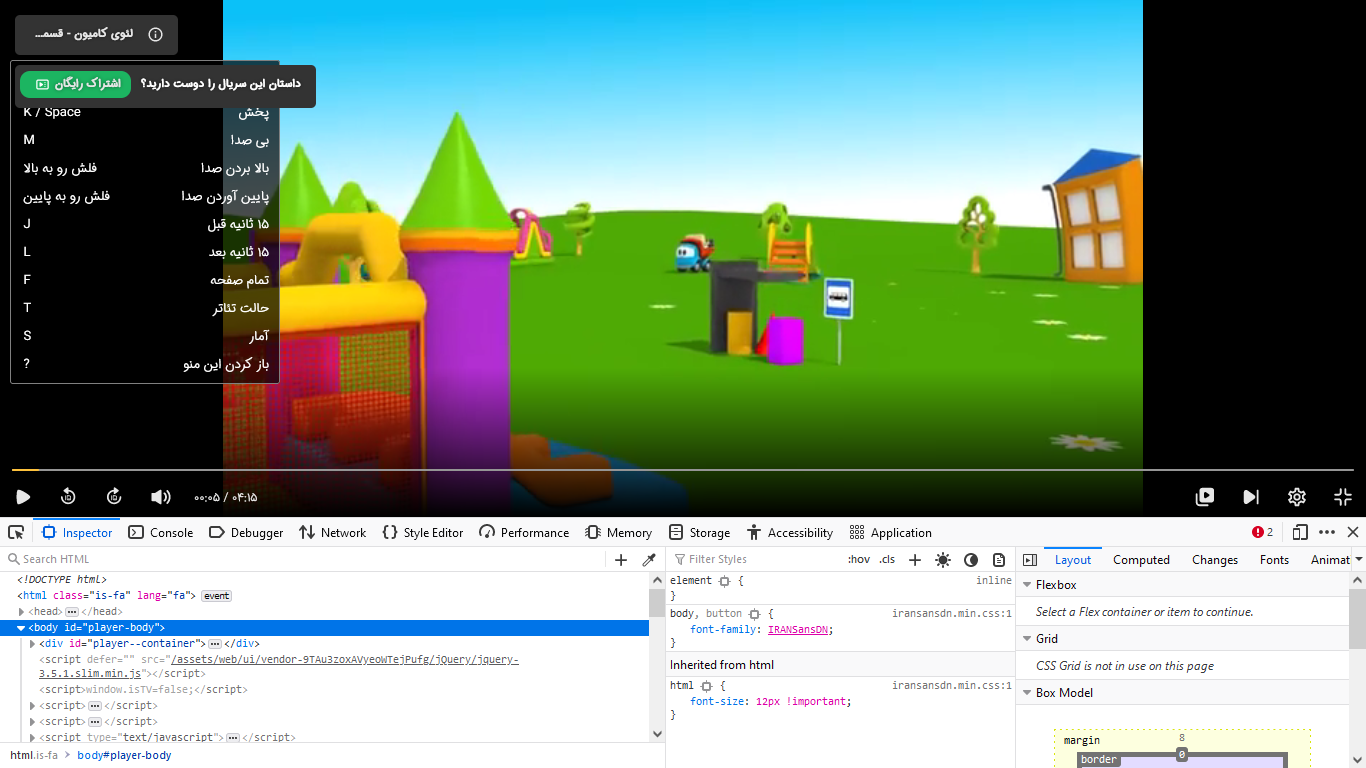 لئوی کامیون - قسمـ...
داستان این سریال را دوست دارید؟ اشتراک رایگان
پخش K / Space
بی صدا M
بالا بردن صدا فلش رو به بالا
پایین آوردن صدا فلش رو به پایین
۱۵ ثانیه قبل J
۱۵ ثانیه بعد L
تمام صفحه F
حالت تئاتر T
آمار S
باز کردن این منو ?
۰۰:۰۵ / ۰۴:۱۵
Inspector Console Debugger Network Style Editor Performance Memory Storage Accessibility Application 2
Search HTML
<!DOCTYPE html>
<html class="is-fa" lang="fa"> event
<head> ... </head>
<body id="player-body">
<div id="player--container"> ... </div>
<script defer="" src="/assets/web/ui/vendor-9TAu3zoxAVyeoWTejPufg/jQuery/jquery-
3.5.1.slim.min.js"></script>
<script>window.isTV=false;</script>
<script> ... </script>
<script> ... </script>
<script type="text/javascript"> ... </script>
html.is-fa > body#player-body
Filter Styles :hov .cls
element { inline
}
body, button { iransansdn.min.css:1
font-family: IRANSansDN;
}
Inherited from html
html { iransansdn.min.css:1
font-size: 12px !important;
}
Layout Computed Changes Fonts Animat
Flexbox
Select a Flex container or item to continue.
Grid
CSS Grid is not in use on this page
Box Model
margin 8
border 0